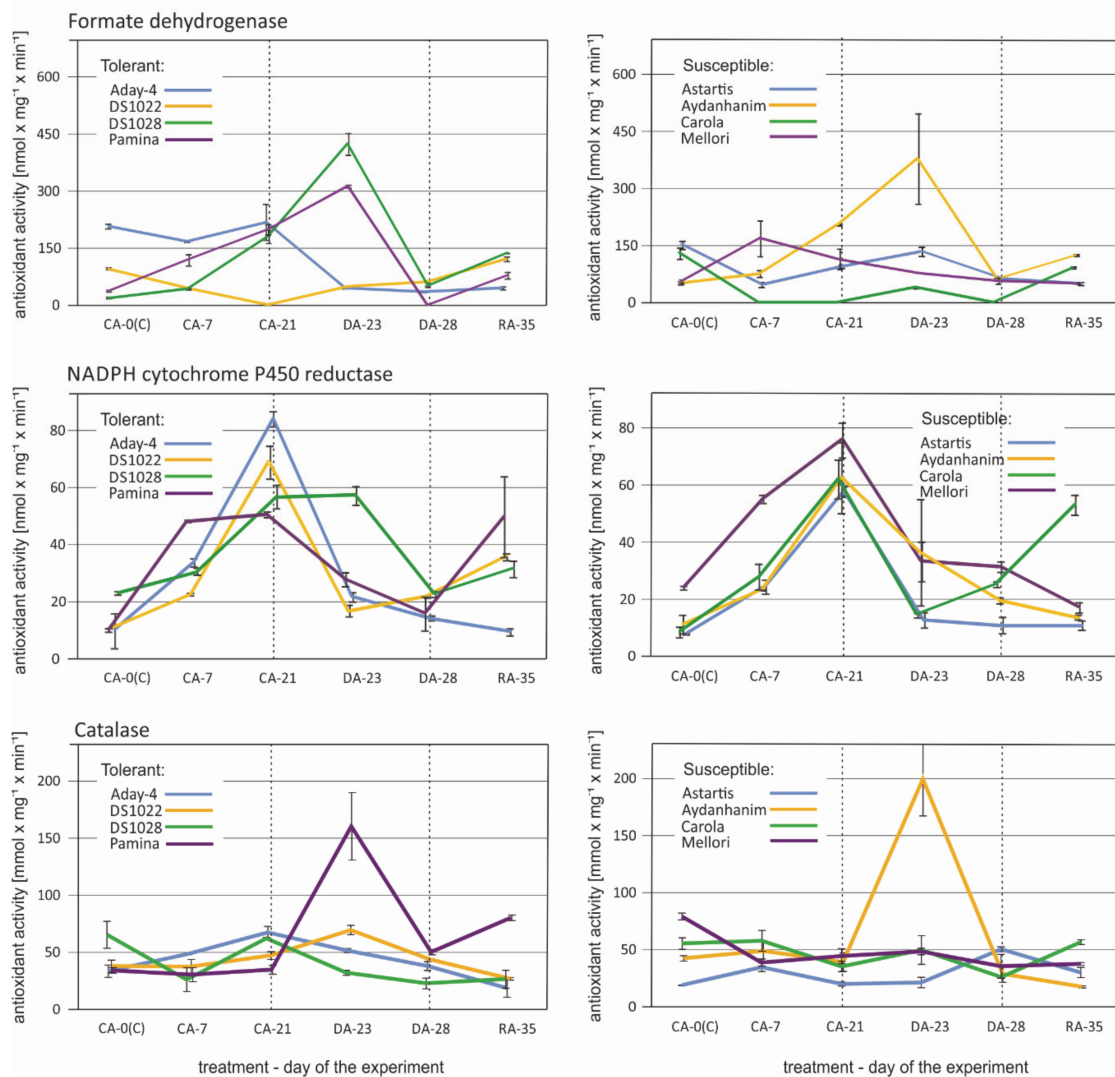 Formate dehydrogenase
antioxidant activity [nmol x mg⁻¹ x min⁻¹]
600
450
300
150
0
Tolerant:
Aday-4
DS1022
DS1028
Pamina
CA-0(C) CA-7 CA-21 DA-23 DA-28 RA-35
antioxidant activity [nmol x mg⁻¹ x min⁻¹]
600
450
300
150
0
Susceptible:
Astartis
Aydanhanim
Carola
Mellori
CA-0(C) CA-7 CA-21 DA-23 DA-28 RA-35
NADPH cytochrome P450 reductase
antioxidant activity [nmol x mg⁻¹ x min⁻¹]
80
60
40
20
0
Tolerant:
Aday-4
DS1022
DS1028
Pamina
CA-0(C) CA-7 CA-21 DA-23 DA-28 RA-35
antioxidant activity [nmol x mg⁻¹ x min⁻¹]
80
60
40
20
0
Susceptible:
Astartis
Aydanhanim
Carola
Mellori
CA-0(C) CA-7 CA-21 DA-23 DA-28 RA-35
Catalase
antioxidant activity [mmol x mg⁻¹ x min⁻¹]
200
150
100
50
0
Tolerant:
Aday-4
DS1022
DS1028
Pamina
CA-0(C) CA-7 CA-21 DA-23 DA-28 RA-35
treatment - day of the experiment
antioxidant activity [mmol x mg⁻¹ x min⁻¹]
200
150
100
50
0
Susceptible:
Astartis
Aydanhanim
Carola
Mellori
CA-0(C) CA-7 CA-21 DA-23 DA-28 RA-35
treatment - day of the experiment